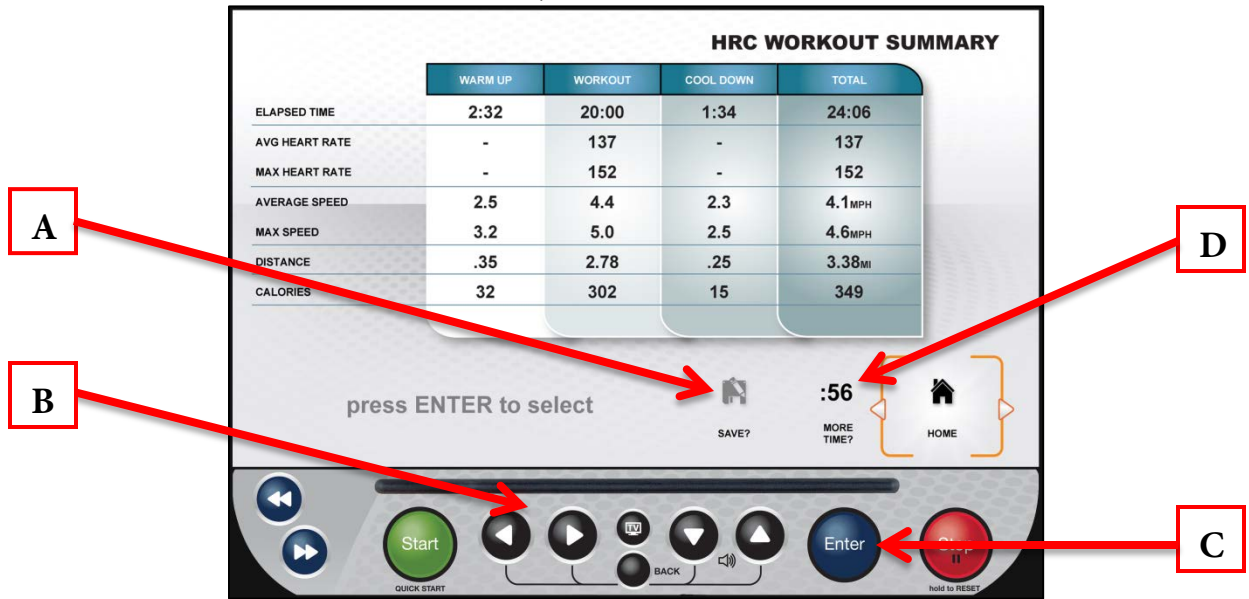 HRC WORKOUT SUMMARY
WARM UP WORKOUT COOL DOWN TOTAL
ELAPSED TIME 2:32 20:00 1:34 24:06
AVG HEART RATE - 137 - 137
MAX HEART RATE - 152 - 152
AVERAGE SPEED 2.5 4.4 2.3 4.1MPH
MAX SPEED 3.2 5.0 2.5 4.6MPH
DISTANCE .35 2.78 .25 3.38MI
CALORIES 32 302 15 349
A
D
B
:56
press ENTER to select
SAVE?
MORE
TIME?
HOME
TV
Start
Enter
Stop
C
BACK
QUICK START
hold to RESET